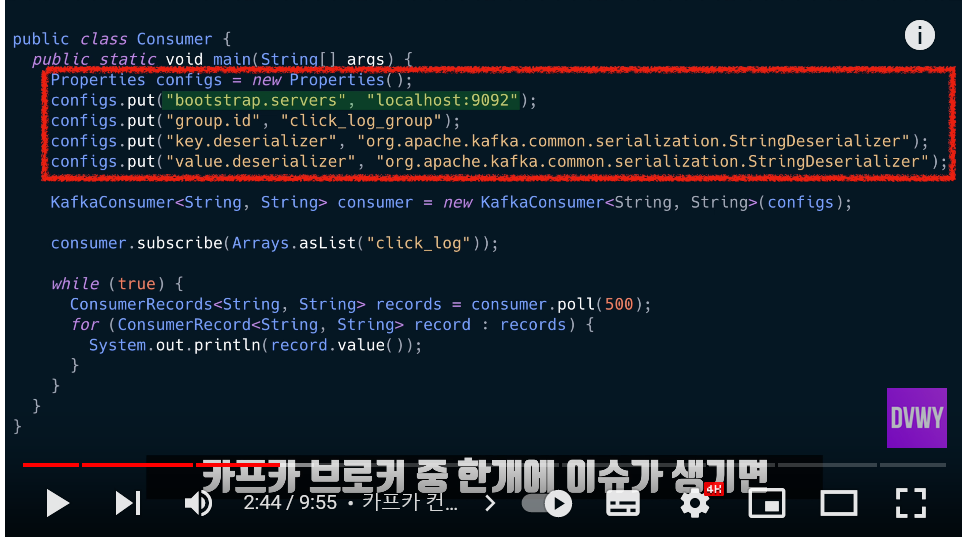 public class Consumer {
public static void main(String[] args) {
Properties configs = new Properties();
configs.put("bootstrap.servers", "localhost:9092");
configs.put("group.id", "click_log_group");
configs.put("key.deserializer", "org.apache.kafka.common.serialization.StringDeserializer");
configs.put("value.deserializer", "org.apache.kafka.common.serialization.StringDeserializer");
KafkaConsumer<String, String> consumer = new KafkaConsumer<String, String>(configs);
consumer.subscribe(Arrays.asList("click_log"));
while (true) {
ConsumerRecords<String, String> records = consumer.poll(500);
for (ConsumerRecord<String, String> record : records) {
System.out.println(record.value());
}
}
}
}
DVWY
카프카 브로커 중 한개에 이슈가 생기면
2:44 / 9:55 • 카프카 컨...
4K